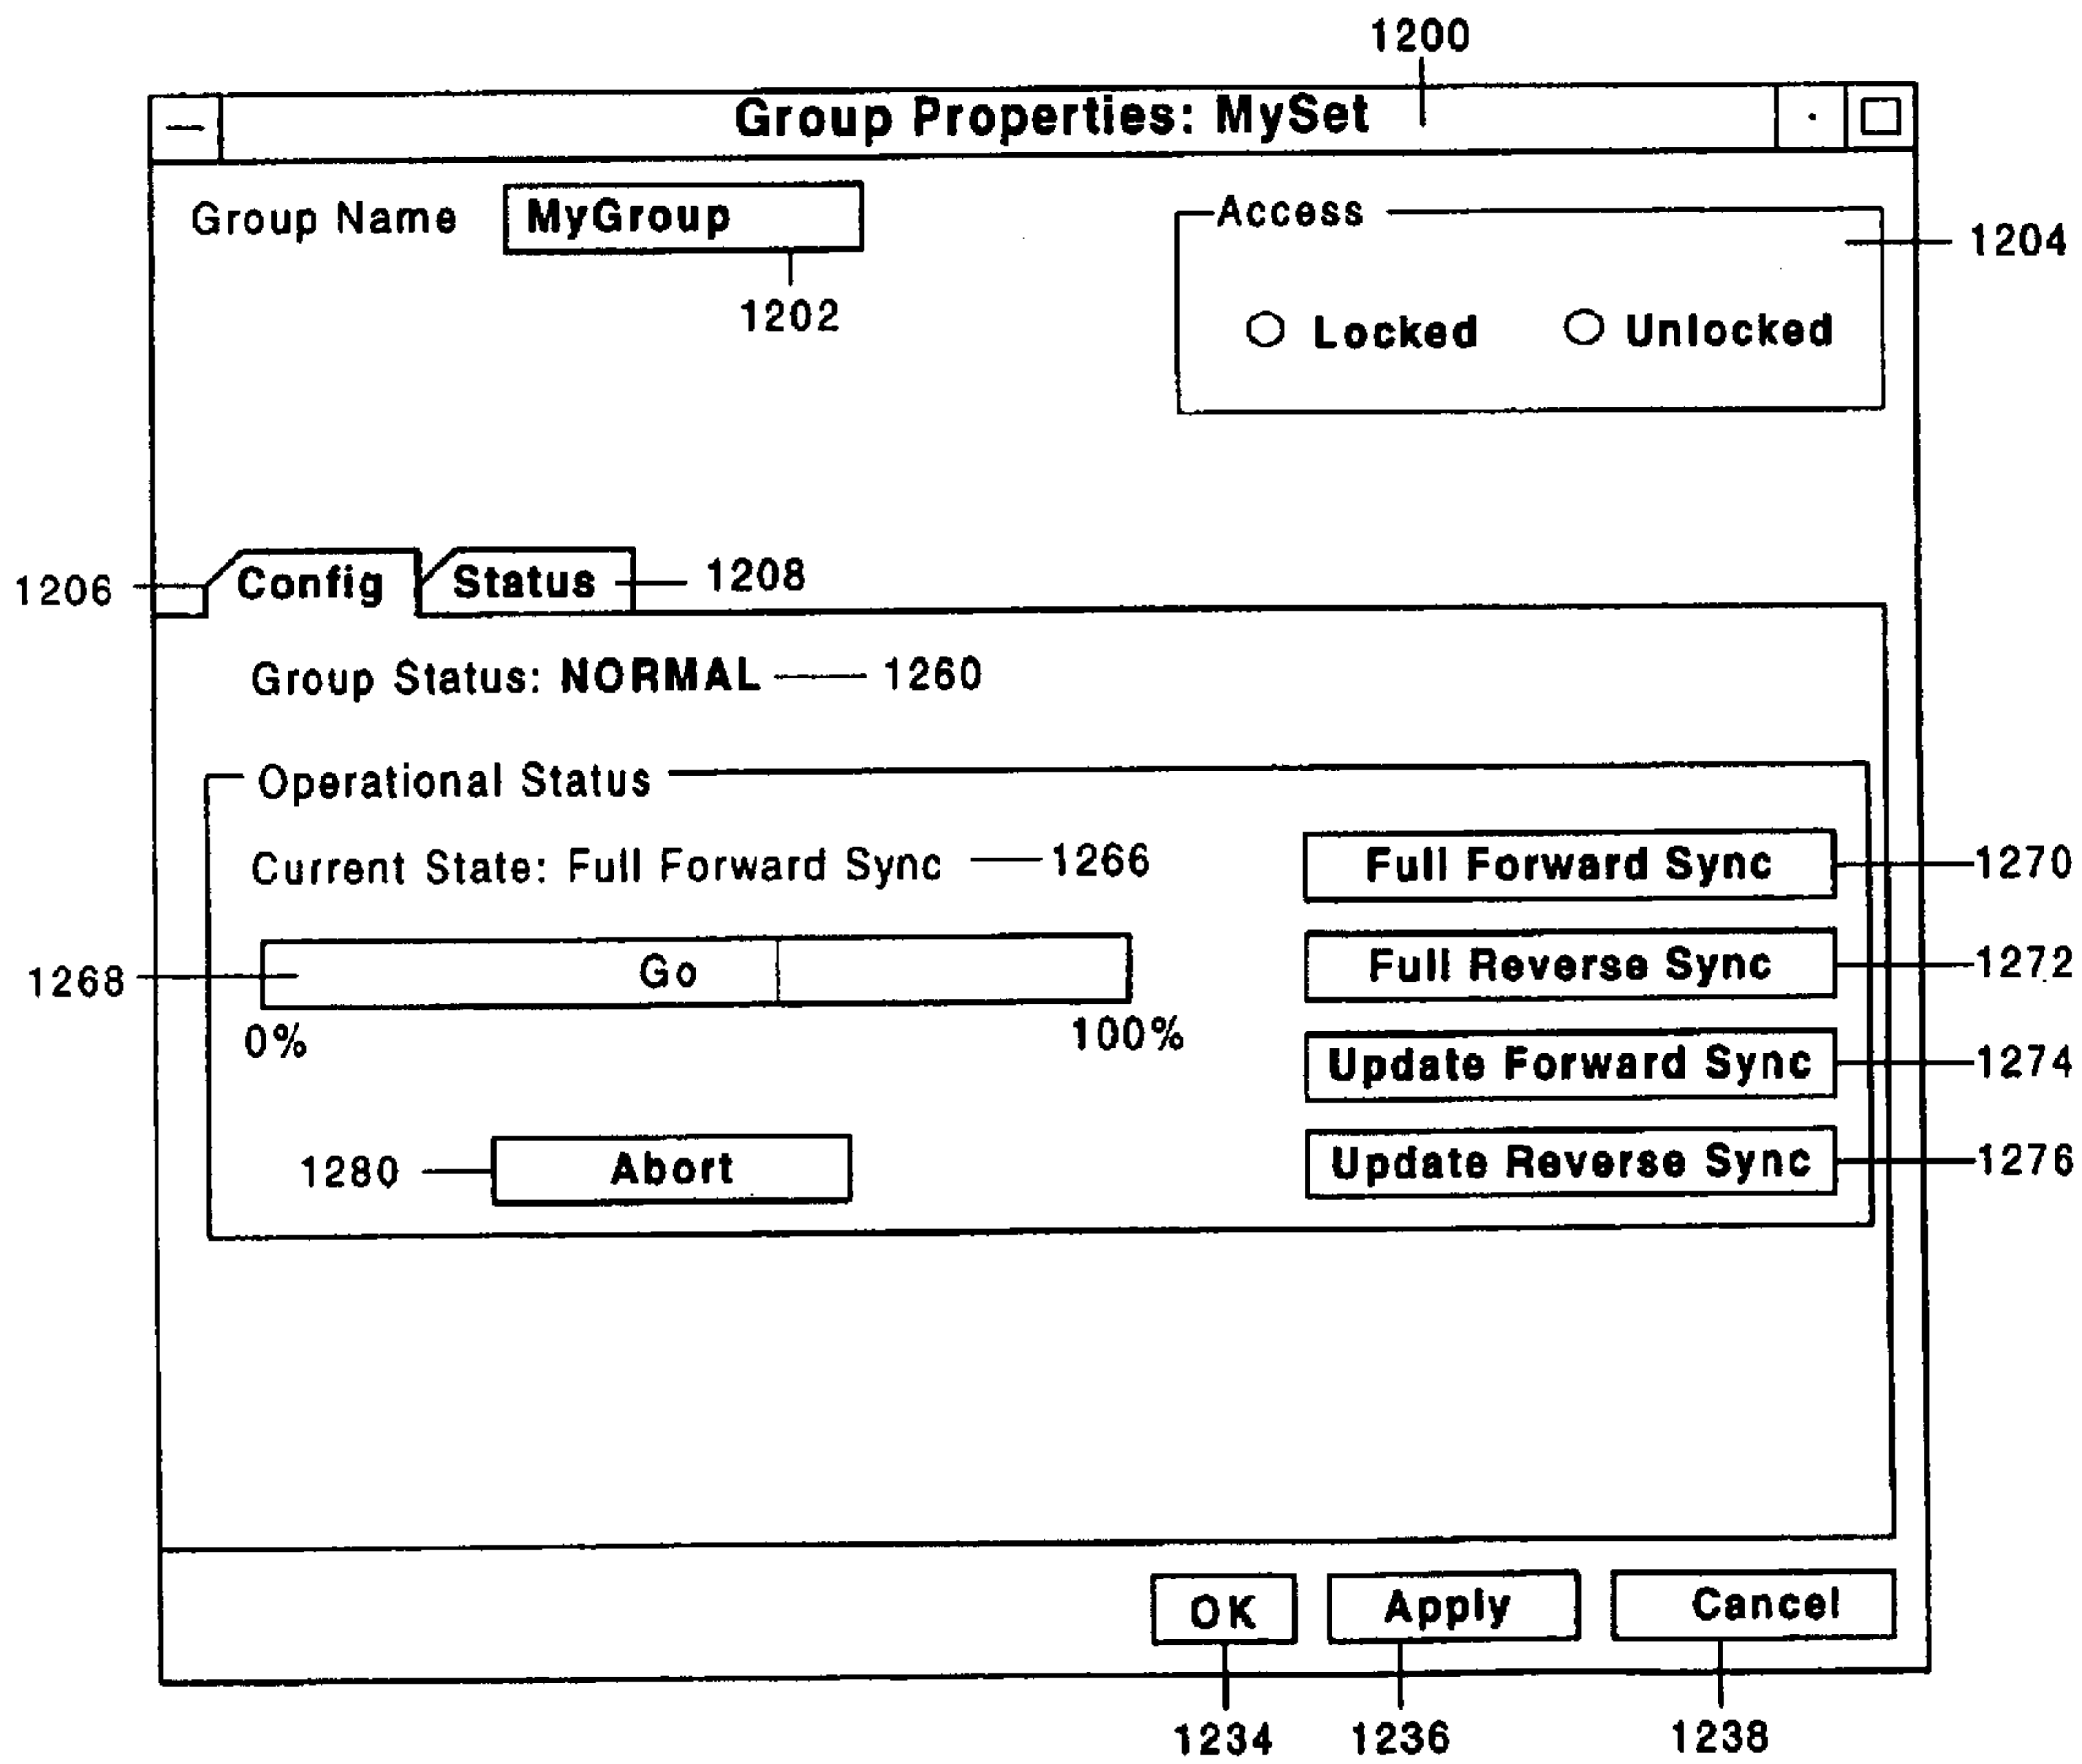 1200
Group Properties: MySet
Group Name MyGroup
1202
Access
1204
Locked Unlocked
1206 Config Status 1208
Group Status: NORMAL 1260
Operational Status
Current State: Full Forward Sync 1266
Full Forward Sync 1270
1268 Go
0% 100%
Full Reverse Sync 1272
Update Forward Sync 1274
1280 Abort
Update Reverse Sync 1276
OK Apply Cancel
1234 1236 1238